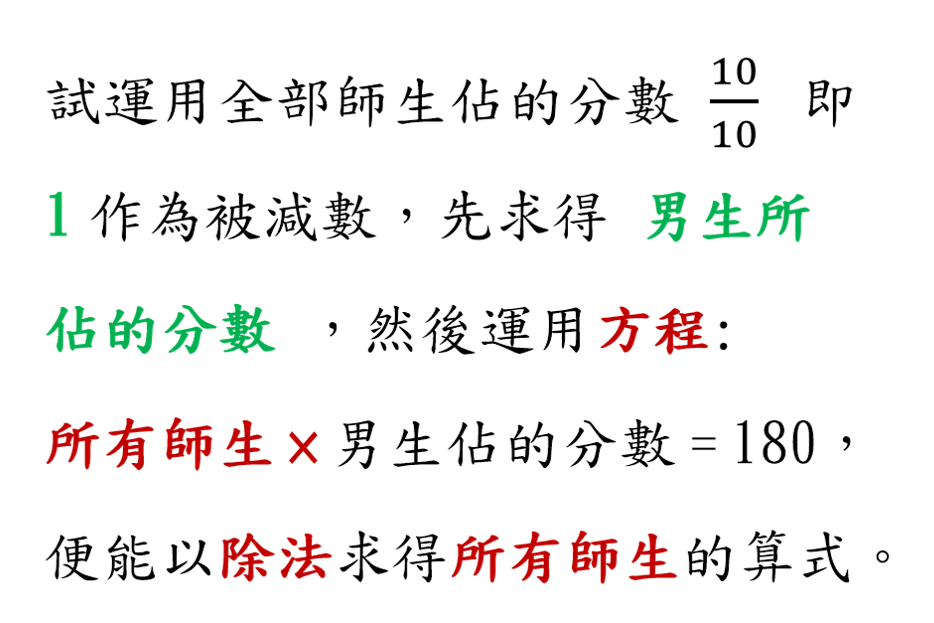 試運用全部師生佔的分數 10/10 即
1 作為被減數，先求得 男生所
佔的分數 ，然後運用方程:
所有師生×男生佔的分數 = 180，
便能以除法求得所有師生的算式。